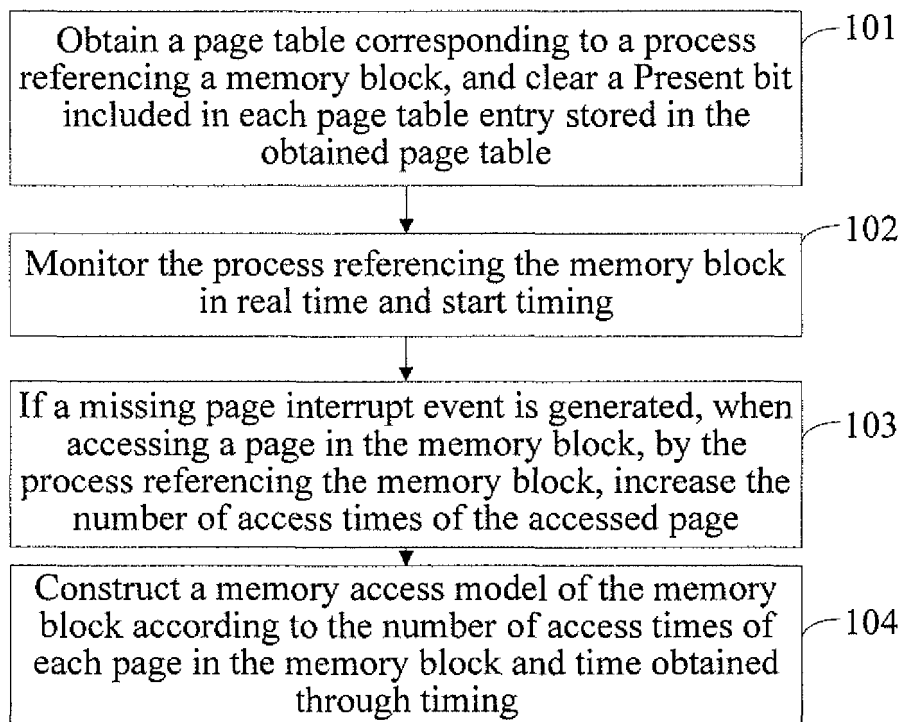 Obtain a page table corresponding to a process
referencing a memory block, and clear a Present bit
included in each page table entry stored in the
obtained page table
101
Monitor the process referencing the memory block
in real time and start timing
102
If a missing page interrupt event is generated, when
accessing a page in the memory block, by the
process referencing the memory block, increase the
number of access times of the accessed page
103
Construct a memory access model of the memory
block according to the number of access times of
each page in the memory block and time obtained
through timing
104